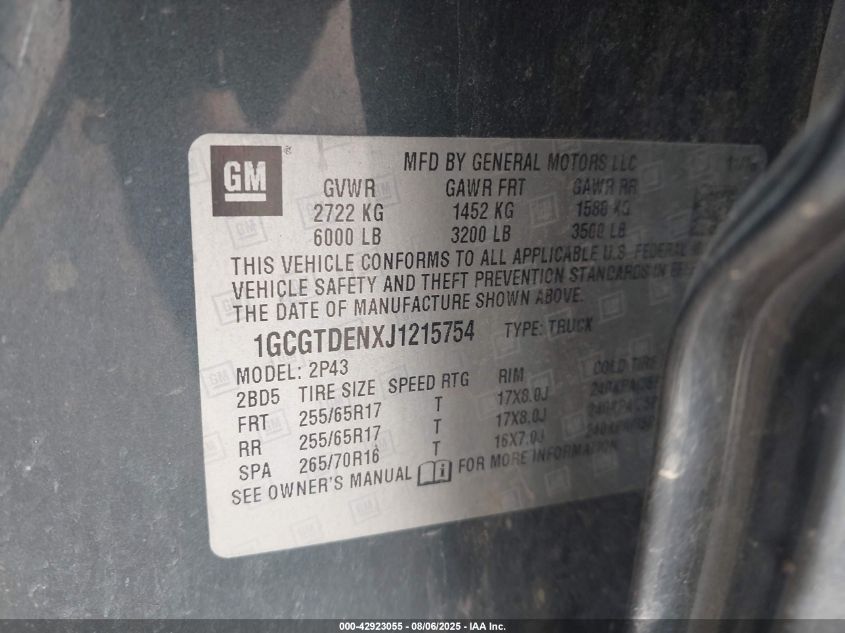 GM ®
MFD BY GENERAL MOTORS LLC
GVWR GAWR FRT GAWR RR
2722 KG 1452 KG 1588 KG
6000 LB 3200 LB 3500 LB
THIS VEHICLE CONFORMS TO ALL APPLICABLE U.S. FEDERAL
VEHICLE SAFETY AND THEFT PREVENTION STANDARDS IN
THE DATE OF MANUFACTURE SHOWN ABOVE.
1GCGTDENXJ1215754 TYPE: TRUCK
MODEL: 2P43
2BD5 TIRE SIZE SPEED RTG RIM COLD TIRE
FRT 255/65R17 T 17X8.0J
RR 255/65R17 T 17X8.0J
SPA 265/70R16 T 16X7.0J
SEE OWNER'S MANUAL FOR MORE INFORMATION
000-42923055 - 08/06/2025 - IAA Inc.